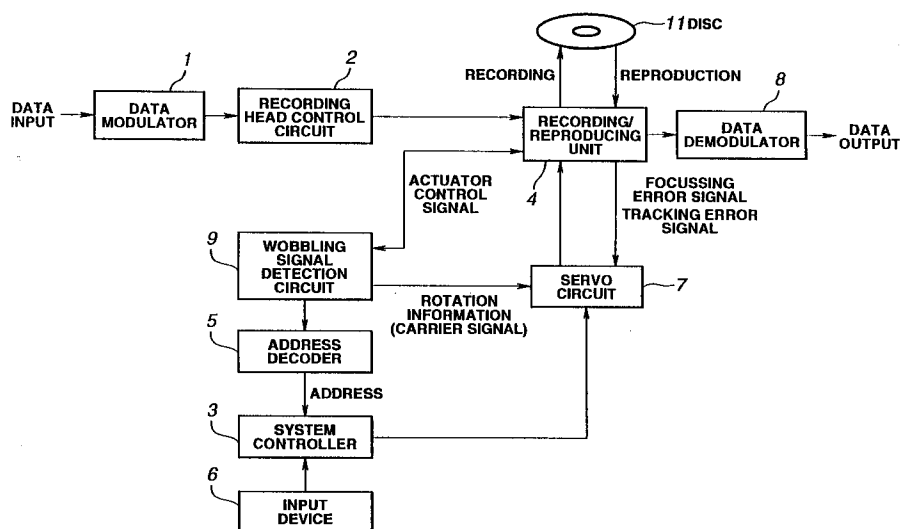 11 DISC
1
2
RECORDING
REPRODUCTION
8
DATA
INPUT
DATA
MODULATOR
RECORDING
HEAD CONTROL
CIRCUIT
RECORDING/
REPRODUCING
UNIT
DATA
DEMODULATOR
DATA
OUTPUT
4
ACTUATOR
CONTROL
SIGNAL
FOCUSSING
ERROR SIGNAL
TRACKING ERROR
SIGNAL
9
WOBBLING
SIGNAL
DETECTION
CIRCUIT
SERVO
CIRCUIT
7
ROTATION
INFORMATION
(CARRIER SIGNAL)
5
ADDRESS
DECODER
ADDRESS
3
SYSTEM
CONTROLLER
6
INPUT
DEVICE